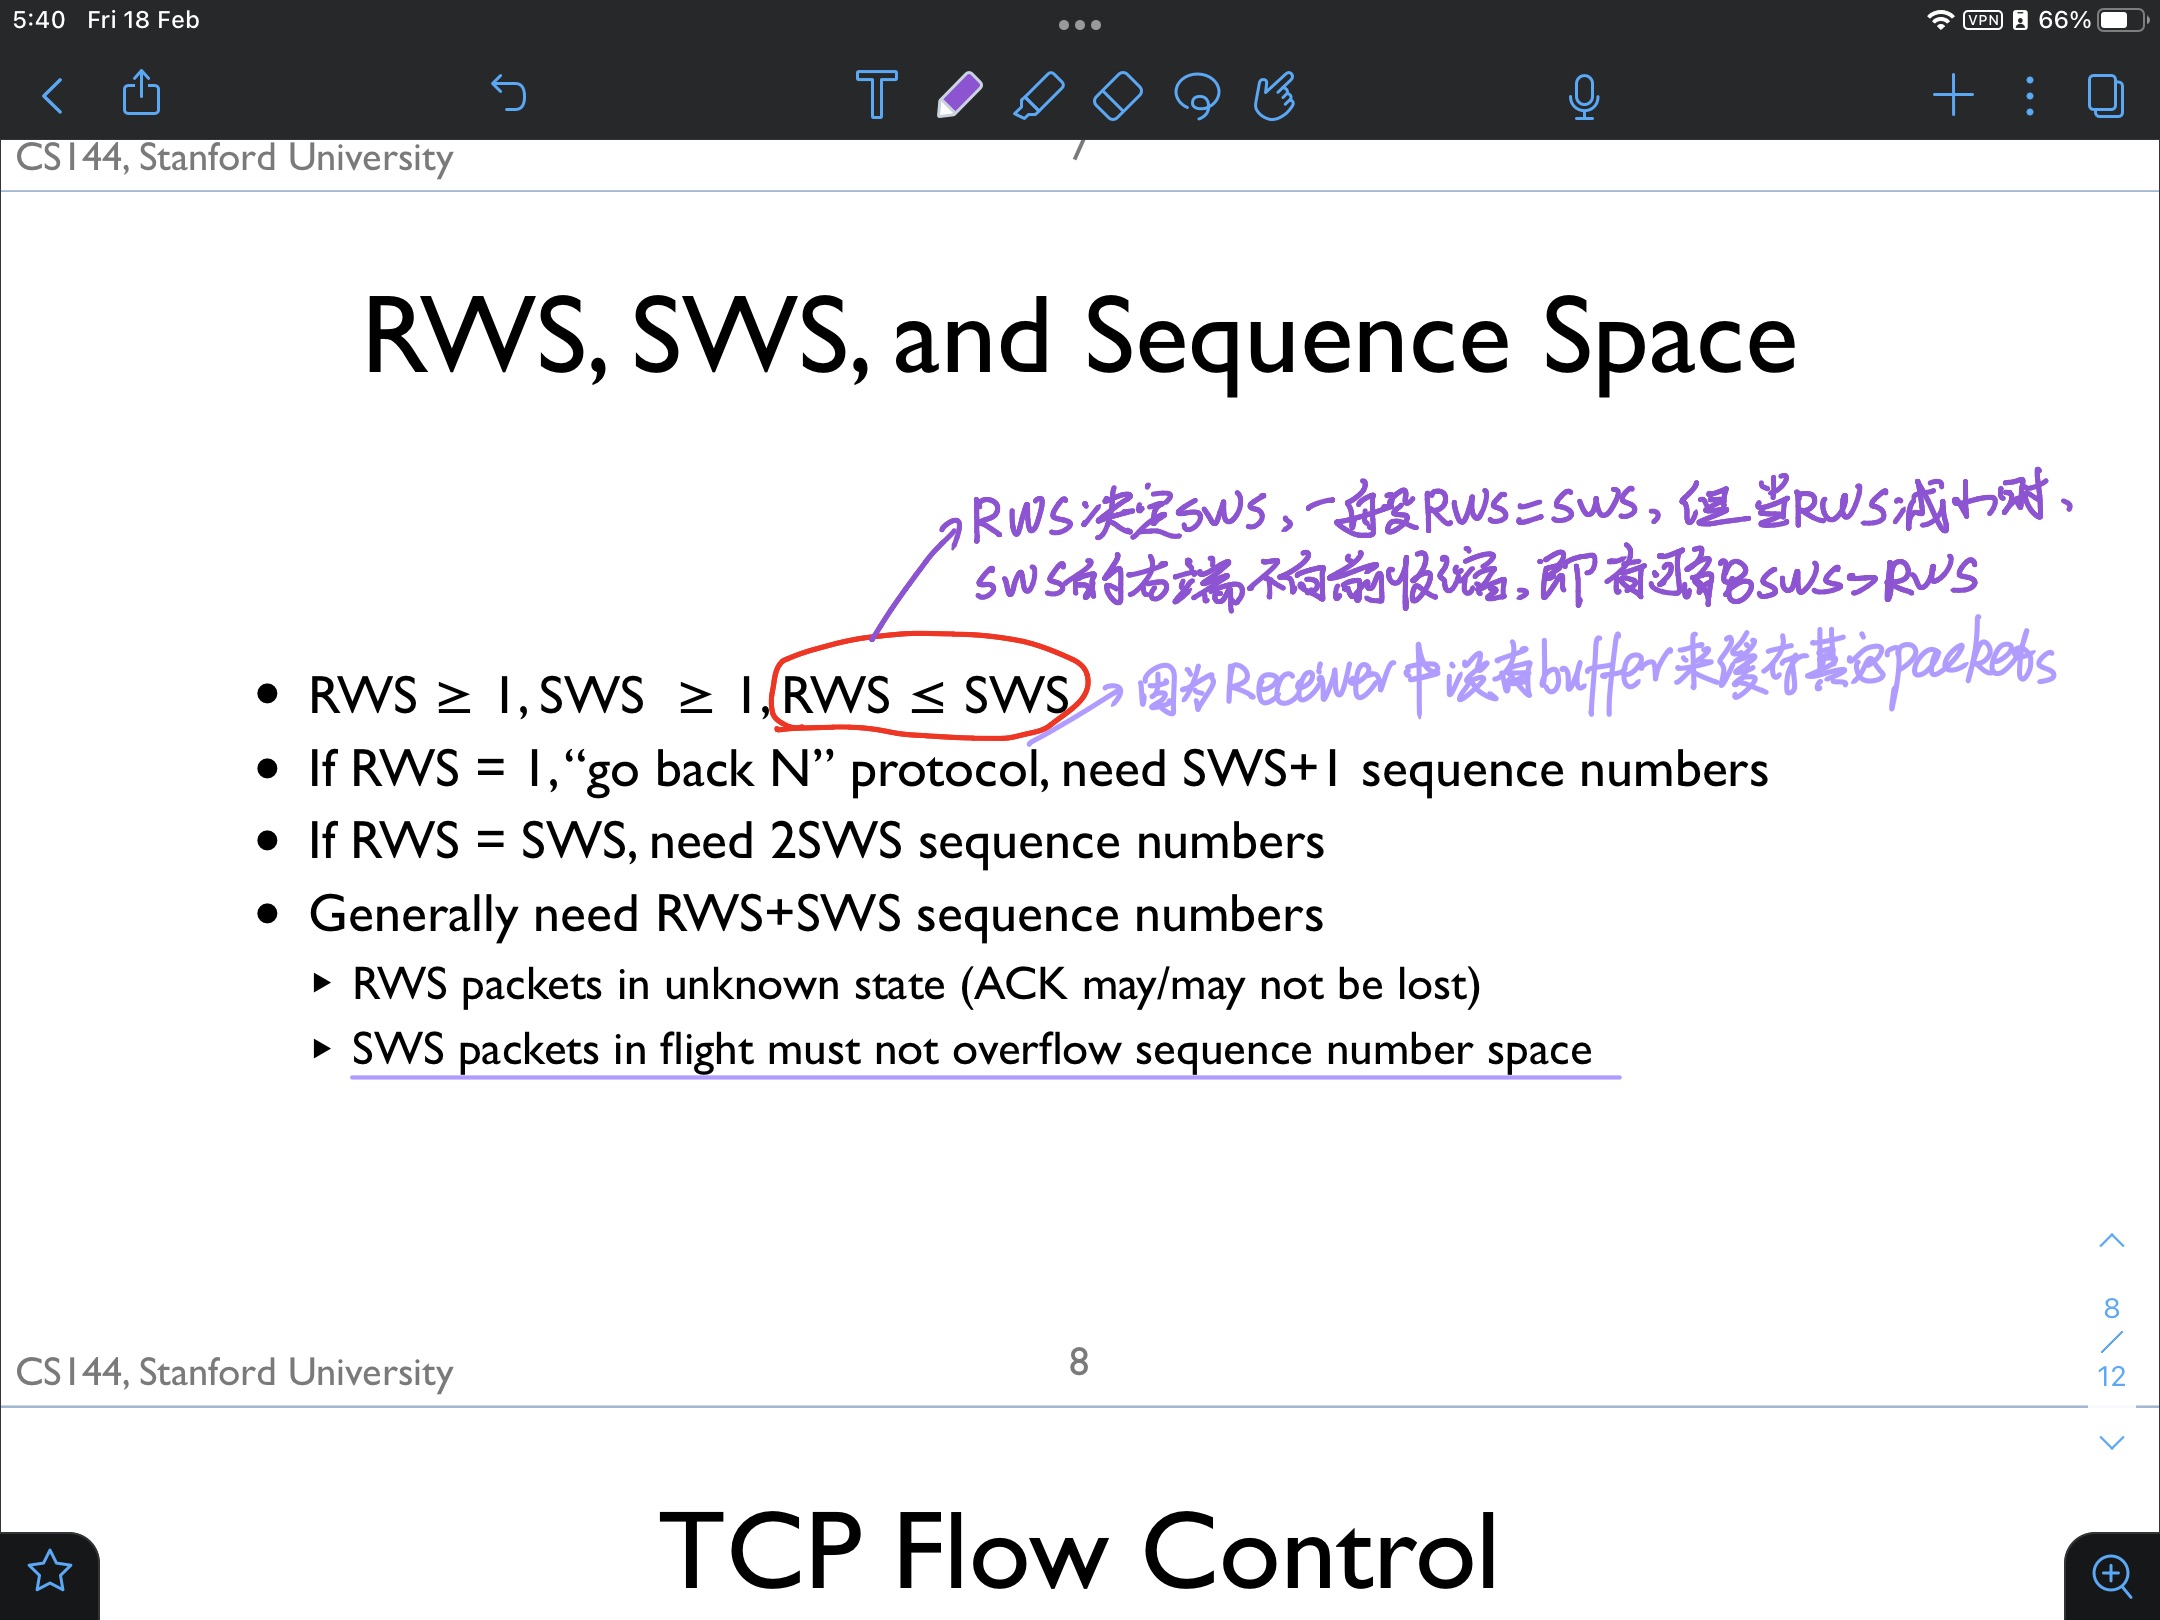 5:40 Fri 18 Feb
VPN 66%
CS144, Stanford University
RWS, SWS, and Sequence Space
RWS决定SWS，一般设RWS=SWS，但当RWS减小时、
SWS的右端不向前收缩，即有可能SWS>RWS
• RWS ≥ 1, SWS ≥ 1, RWS ≤ SWS
因为Receiver中没有buffer来缓存其它packets
• If RWS = 1, “go back N” protocol, need SWS+1 sequence numbers
• If RWS = SWS, need 2SWS sequence numbers
• Generally need RWS+SWS sequence numbers
▸ RWS packets in unknown state (ACK may/may not be lost)
▸ SWS packets in flight must not overflow sequence number space
8
/
12
CS144, Stanford University
8
TCP Flow Control